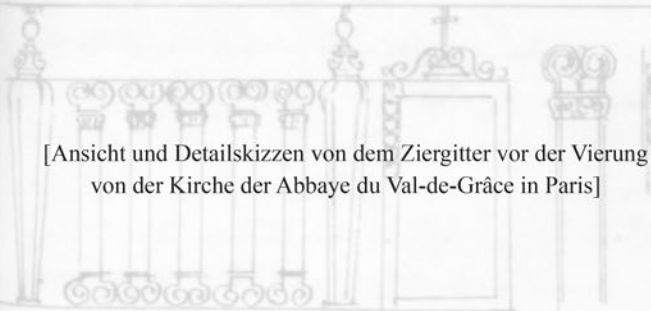 [Ansicht und Detailskizzen von dem Ziergitter vor der Vierung
von der Kirche der Abbaye du Val-de-Grâce in Paris]